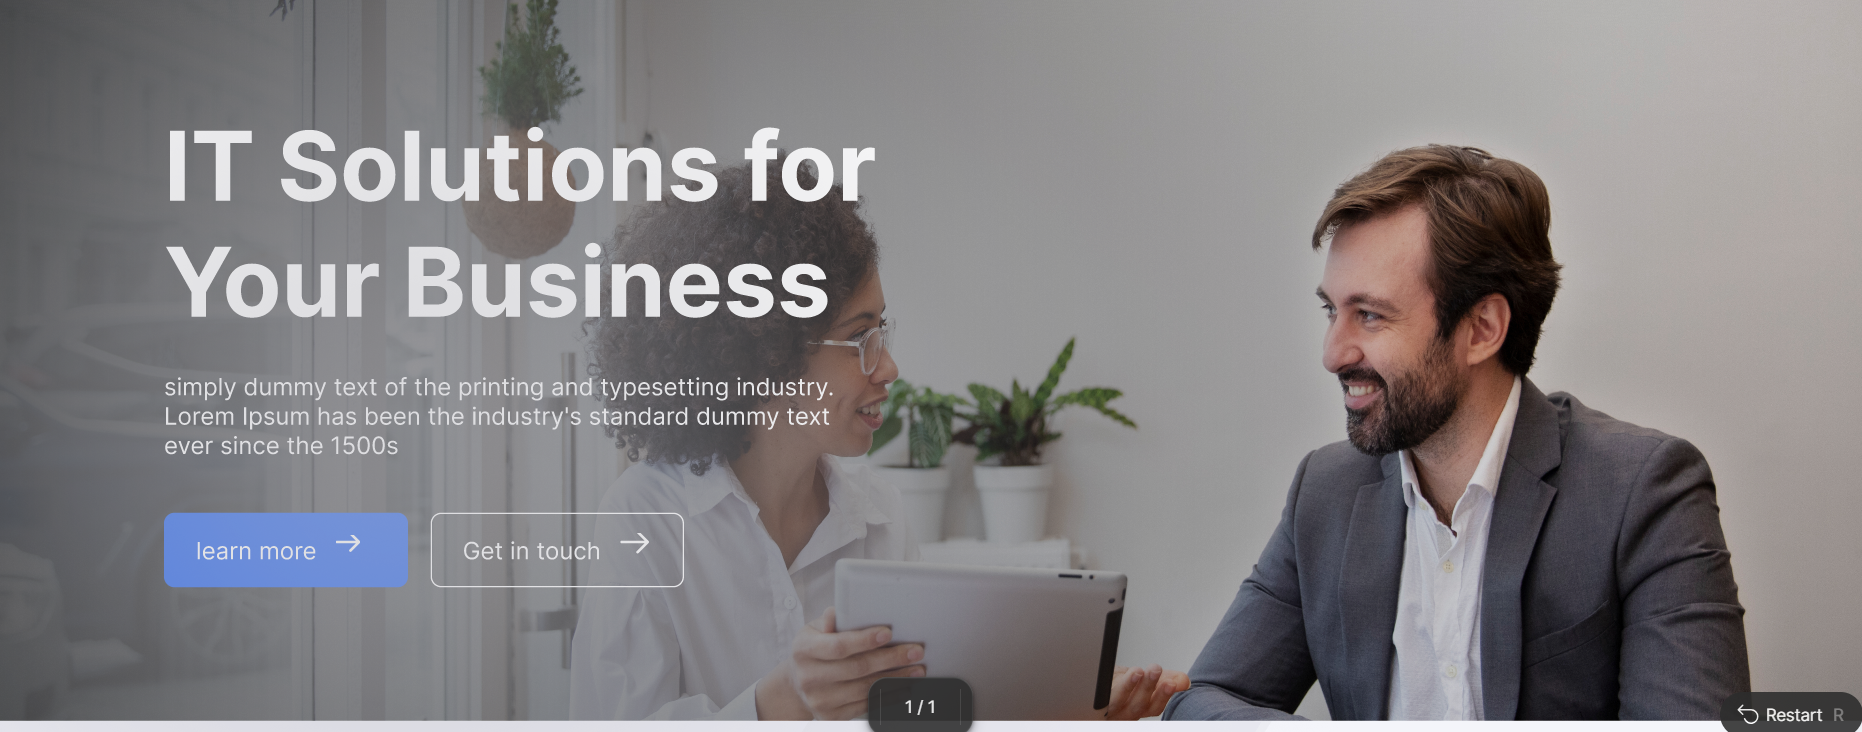 IT Solutions for
Your Business
simply dummy text of the printing and typesetting industry.
Lorem Ipsum has been the industry's standard dummy text
ever since the 1500s
learn more
Get in touch
1 / 1
Restart R